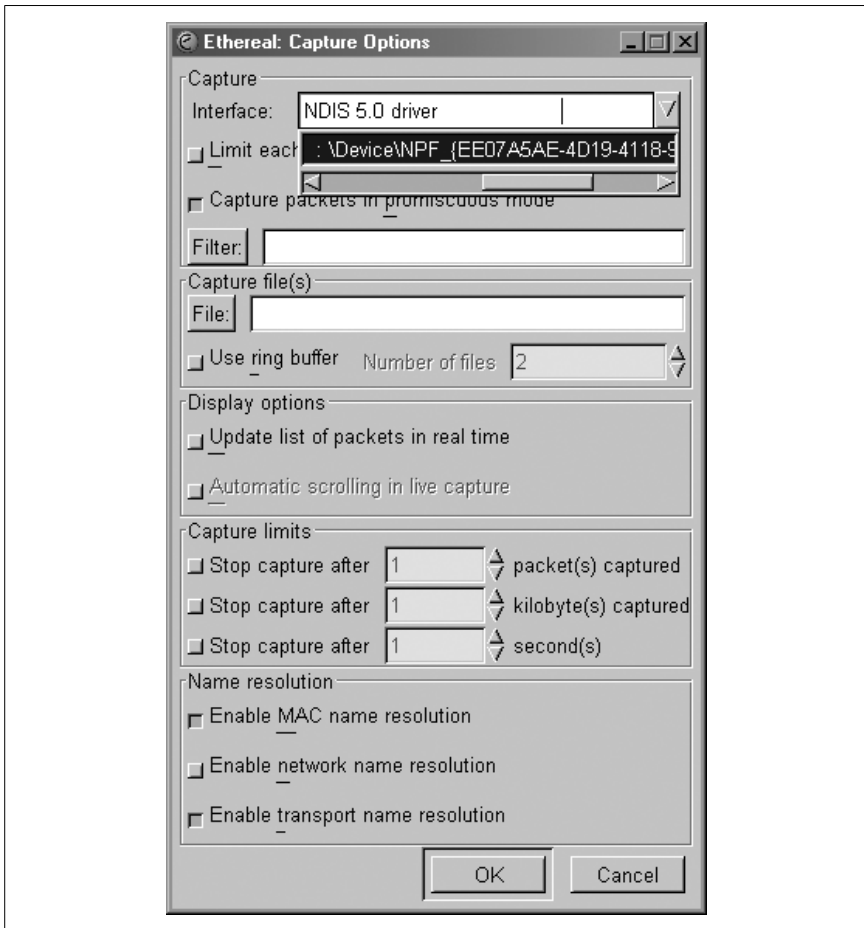 Ethereal: Capture Options
Capture
Interface: NDIS 5.0 driver
Limit each : \Device\NPF_{EE07A5AE-4D19-4118-9
Capture packets in promiscuous mode
Filter:
Capture file(s)
File:
Use ring buffer Number of files 2
Display options
Update list of packets in real time
Automatic scrolling in live capture
Capture limits
Stop capture after 1 packet(s) captured
Stop capture after 1 kilobyte(s) captured
Stop capture after 1 second(s)
Name resolution
Enable MAC name resolution
Enable network name resolution
Enable transport name resolution
OK Cancel